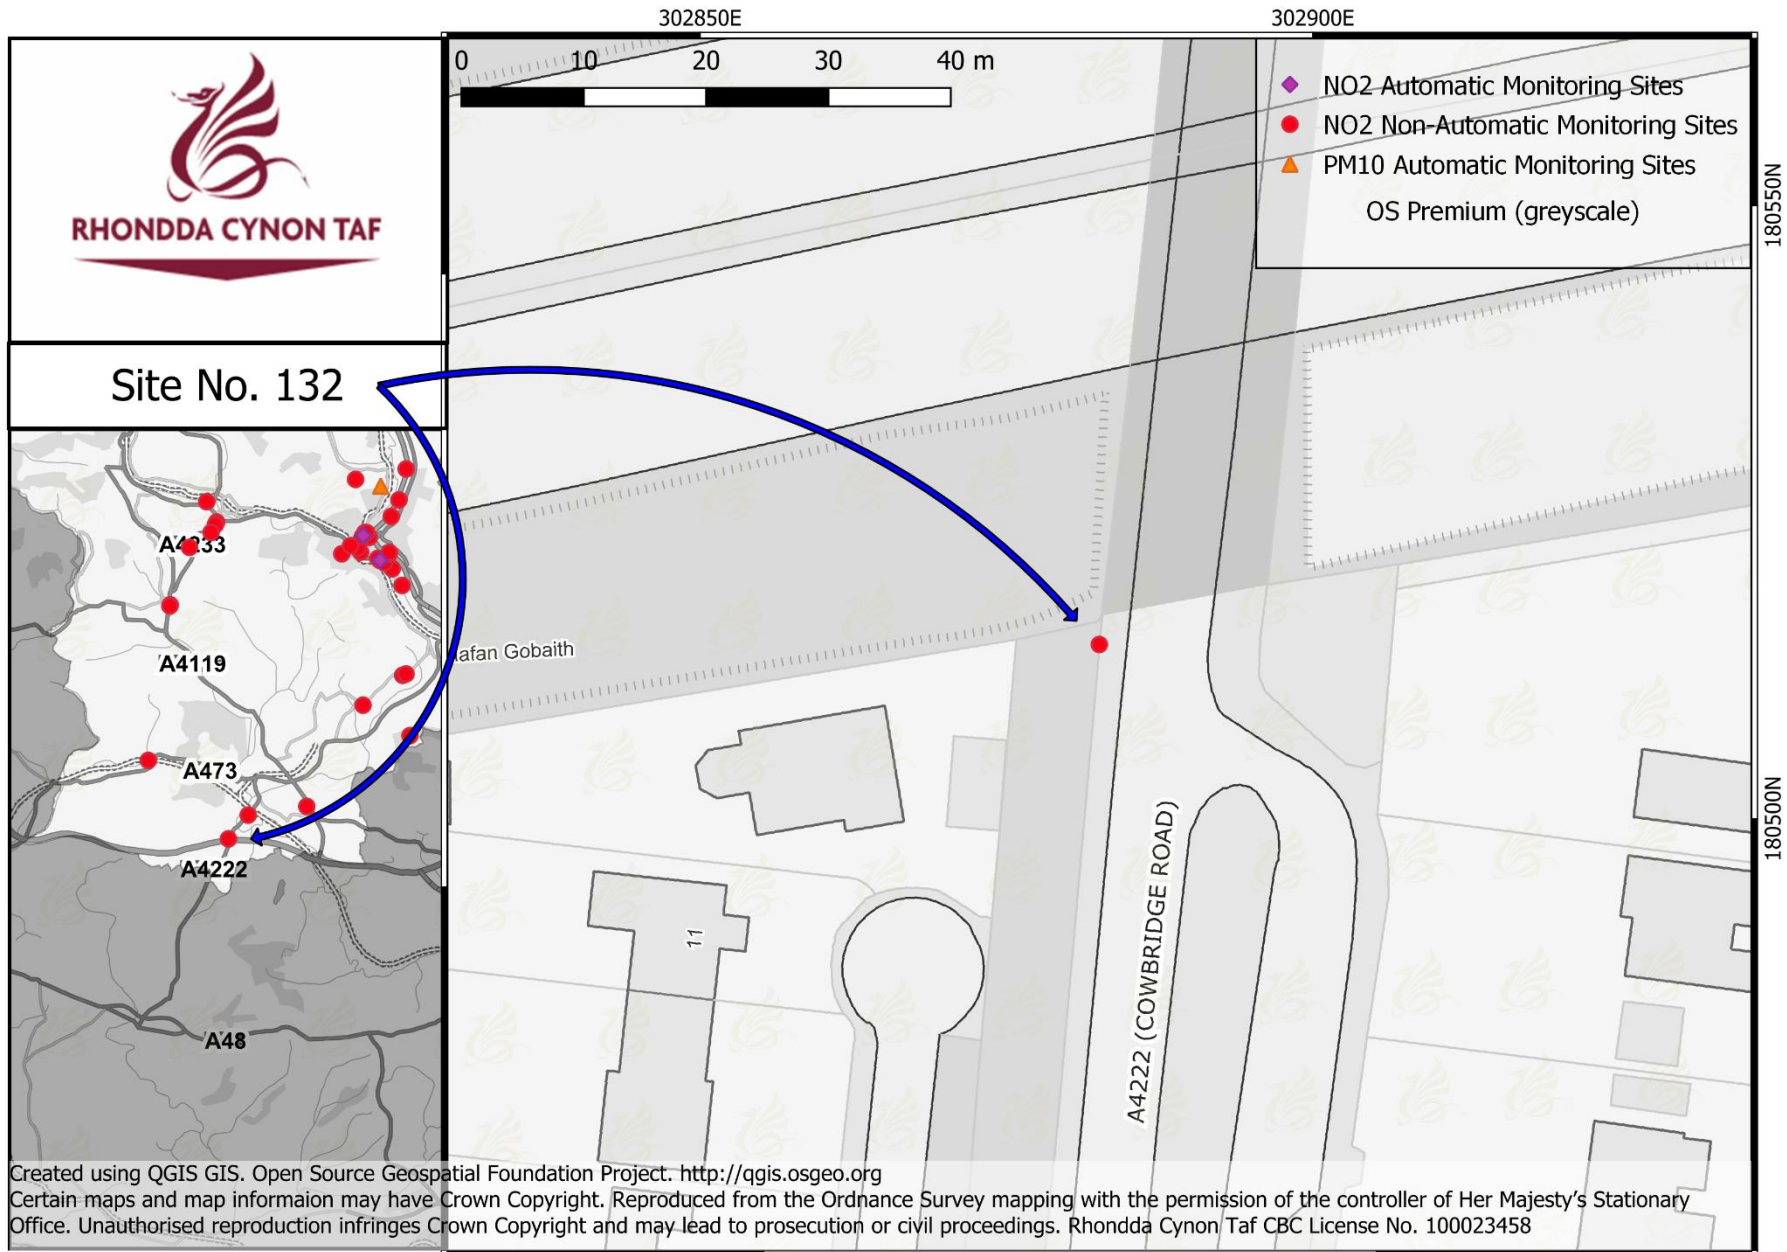 302850E
302900E
RHONDDA CYNON TAF
Site No. 132
0 10 20 30 40 m
NO2 Automatic Monitoring Sites
NO2 Non-Automatic Monitoring Sites
PM10 Automatic Monitoring Sites
OS Premium (greyscale)
180550N
180500N
A4233
A4119
A473
A4222
A48
afan Gobaith
11
A4222 (COWBRIDGE ROAD)
Created using QGIS GIS. Open Source Geospatial Foundation Project. http://qgis.osgeo.org
Certain maps and map informaion may have Crown Copyright. Reproduced from the Ordnance Survey mapping with the permission of the controller of Her Majesty's Stationary
Office. Unauthorised reproduction infringes Crown Copyright and may lead to prosecution or civil proceedings. Rhondda Cynon Taf CBC License No. 100023458